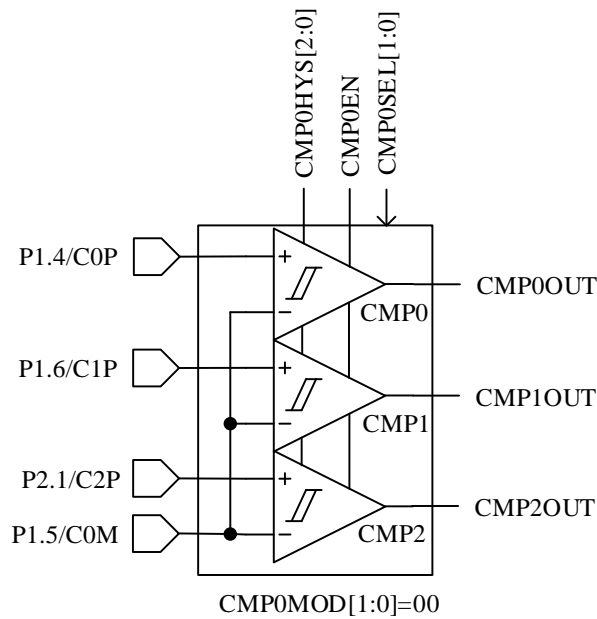 CMP0HYS[2:0]
CMP0EN
CMP0SEL[1:0]
P1.4/C0P
+
−
CMP0
CMP0OUT
P1.6/C1P
+
−
CMP1
CMP1OUT
P2.1/C2P
+
P1.5/C0M
−
CMP2
CMP2OUT
CMP0MOD[1:0]=00